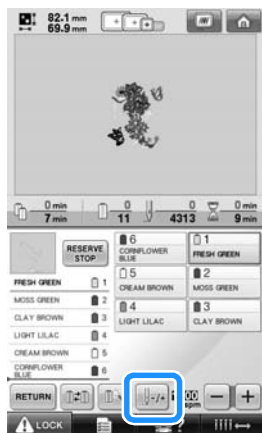 82.1 mm
69.9 mm
0 min
7 min
0
11
0
4313
0 min
9 min
RESERVE
STOP
FRESH GREEN 1
MOSS GREEN 2
CLAY BROWN 3
LIGHT LILAC 4
CREAM BROWN 5
CORNFLOWER
BLUE 6
6
CORNFLOWER
BLUE
1
FRESH GREEN
5
CREAM BROWN
2
MOSS GREEN
4
LIGHT LILAC
3
CLAY BROWN
RETURN
-/+
00
spm
−
+
LOCK
?